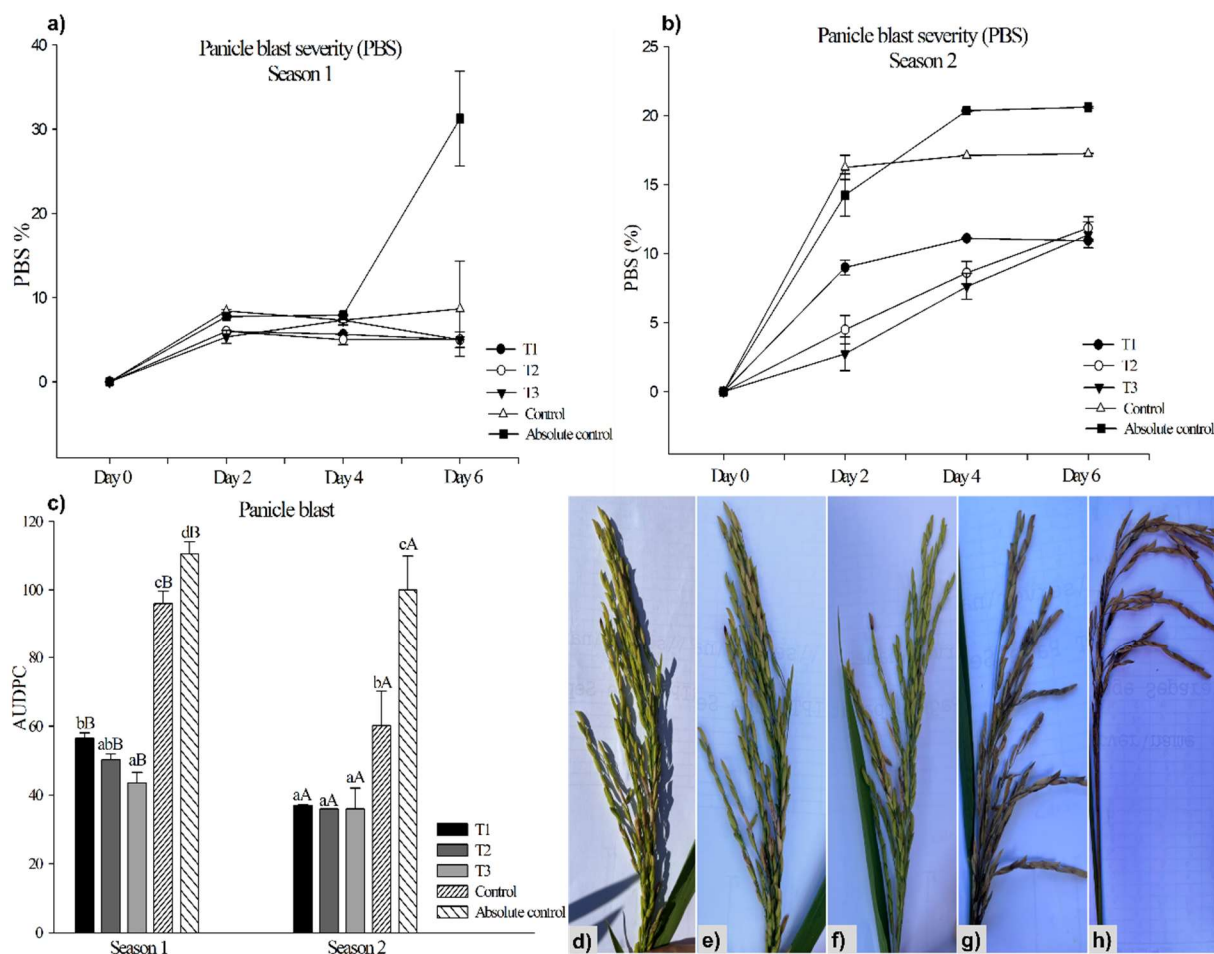 a)
Panicle blast severity (PBS)
Season 1
PBS %
40
30
20
10
0
Day 0
Day 2
Day 4
Day 6
T1
T2
T3
Control
Absolute control
b)
Panicle blast severity (PBS)
Season 2
PBS (%)
25
20
15
10
5
0
Day 0
Day 2
Day 4
Day 6
T1
T2
T3
Control
Absolute control
c)
Panicle blast
AUDPC
120
100
80
60
40
20
0
bB
abB
aB
cB
dB
aA
aA
aA
bA
cA
T1
T2
T3
Control
Absolute control
Season 1
Season 2
d)
e)
f)
g)
h)